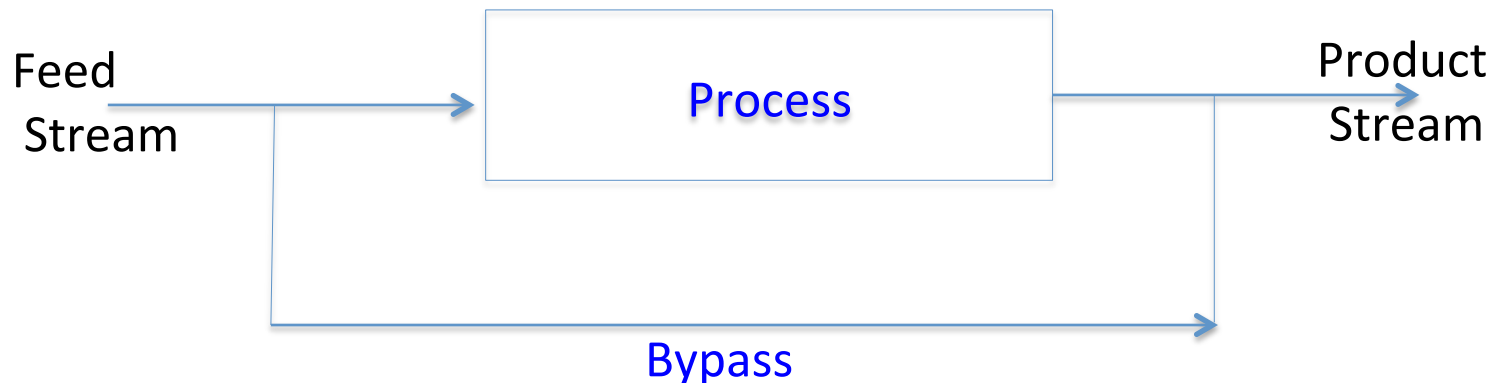 Feed
Stream
Process
Product
Stream
Bypass